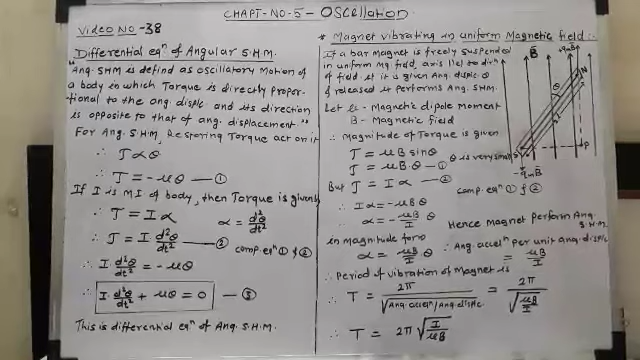 CHAPT-NO-5 - OSCEllation
Video NO-38
Differential eqⁿ of Angular S.H.M.
"Ang. SHM is defind as oscillatory Motion of
a body in which Torque is directly propor-
tional to the ang. displc and its direction
is opposite to that of ang. displacement"
For Ang. S.H.M, Restoring Torque act on it
∴ τ ∝ θ
∴ τ = -μθ —①
If I is MI of body, then Torque is given
∴ τ = Iα α = d²θ/dt²
∴ τ = I d²θ/dt² —② comp. eqⁿ ① & ②
∴ I. d²θ/dt² = -μθ
∴ I. d²θ/dt² + μθ = 0 —③
This is differential eqⁿ of Ang. S.H.M.
* Magnet vibrating in uniform Magnetic field :-
If a bar Magnet is freely suspended
in uniform Mg field, axis llel to dirⁿ
of field. it is given Ang. displc θ
& released it performs Ang. SHM.
Let μ - Magnetic dipole Moment
B - Magnetic field
∴ Magnitude of Torque is given
τ = μB sinθ θ is very small
τ = μB·θ —①
But τ = Iα —② comp. eqⁿ ① & ②
∴ Iα = -μBθ
∴ α = -μB/I θ Hence Magnet perform Ang.
S.H.M.
in magnitude form
α = μB/I θ ∴ Ang. accelⁿ per unit ang. displc
= μB/I
∴ Period of vibration of Magnet is
∴ T = 2π/√Ang. accelⁿ/Ang. displc = 2π/√μB/I
∴ T = 2π √I/μB
B
θ
N
P